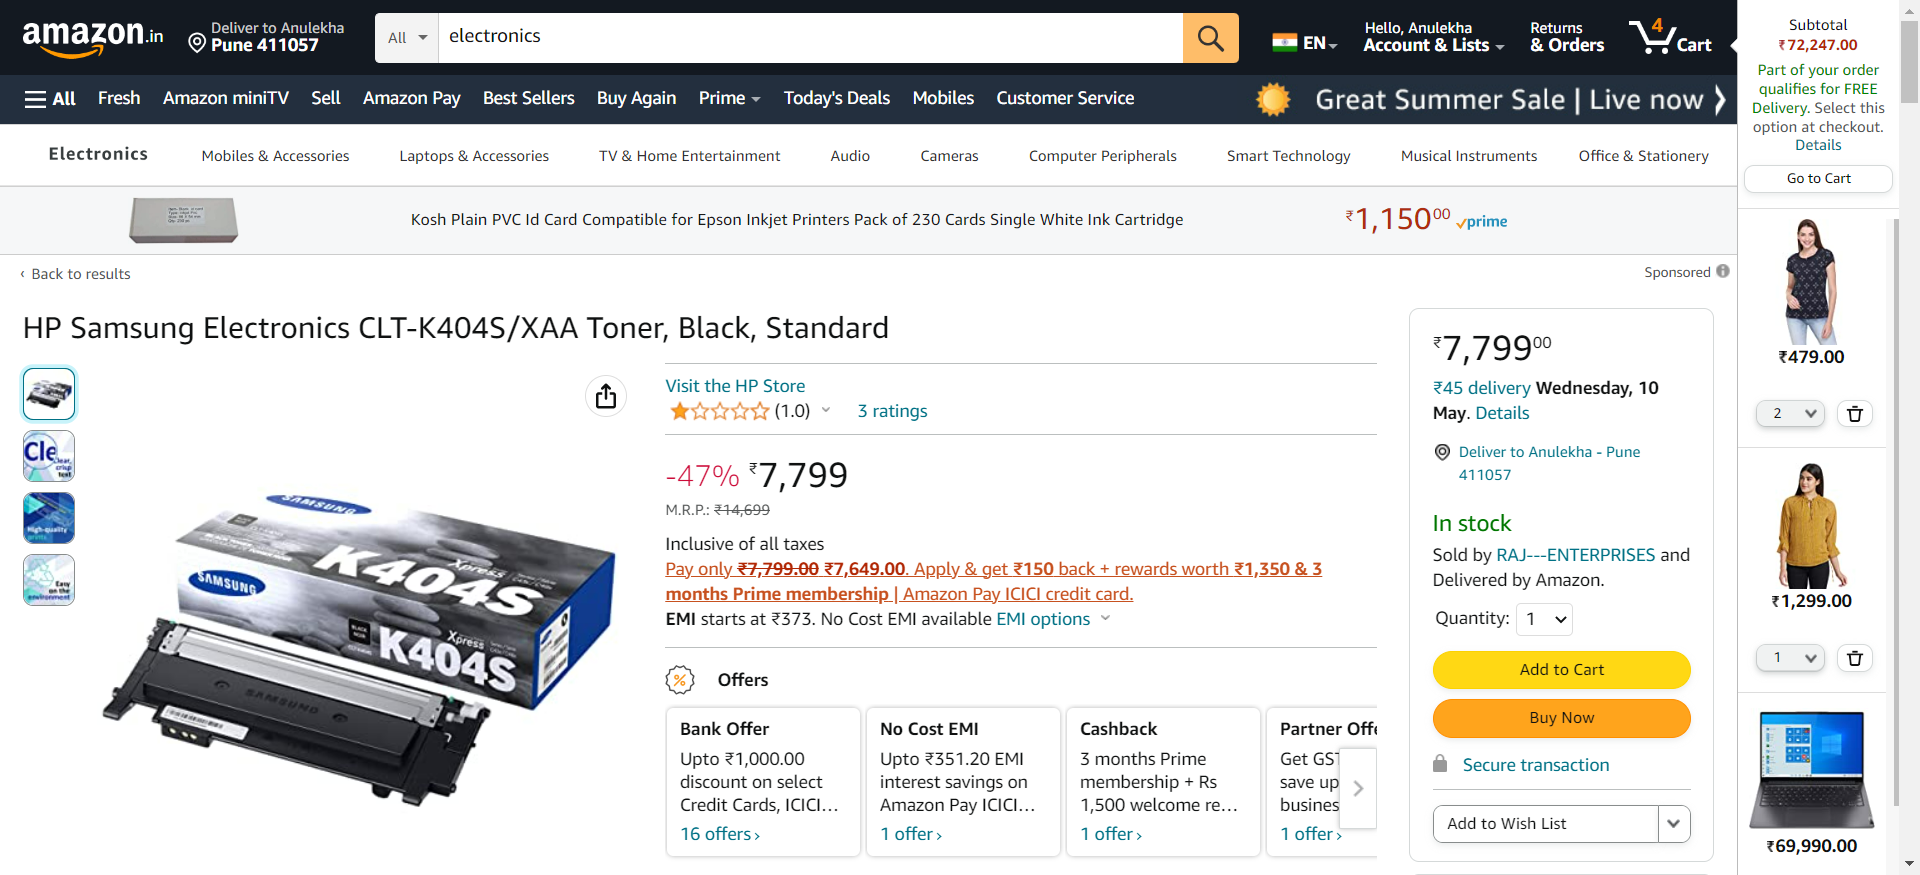 amazon.in
Deliver to Anulekha
Pune 411057
All
electronics
EN
Hello, Anulekha
Account & Lists
Returns
& Orders
4
Cart
All
Fresh
Amazon miniTV
Sell
Amazon Pay
Best Sellers
Buy Again
Prime
Today's Deals
Mobiles
Customer Service
Great Summer Sale | Live now
Electronics
Mobiles & Accessories
Laptops & Accessories
TV & Home Entertainment
Audio
Cameras
Computer Peripherals
Smart Technology
Musical Instruments
Office & Stationery
Kosh Plain PVC Id Card Compatible for Epson Inkjet Printers Pack of 230 Cards Single White Ink Cartridge
₹1,15000 prime
‹ Back to results
Sponsored
HP Samsung Electronics CLT-K404S/XAA Toner, Black, Standard
Cle
Clear,
crisp
text
High-quality
prints
Easy
on the
environment
SAMSUNG
Xpress
K404S
SAMSUNG
Xpress
K404S
SAMSUNG
Visit the HP Store
(1.0)
3 ratings
-47% ₹7,799
M.R.P.: ₹14,699
Inclusive of all taxes
Pay only ₹7,799.00 ₹7,649.00. Apply & get ₹150 back + rewards worth ₹1,350 & 3
months Prime membership | Amazon Pay ICICI credit card.
EMI starts at ₹373. No Cost EMI available EMI options
Offers
Bank Offer
Upto ₹1,000.00
discount on select
Credit Cards, ICICI…
16 offers ›
No Cost EMI
Upto ₹351.20 EMI
interest savings on
Amazon Pay ICICI…
1 offer ›
Cashback
3 months Prime
membership + Rs
1,500 welcome re…
1 offer ›
Partner Offe
Get GST
save up
busines
1 offer ›
₹7,79900
₹45 delivery Wednesday, 10
May. Details
Deliver to Anulekha - Pune
411057
In stock
Sold by RAJ---ENTERPRISES and
Delivered by Amazon.
Quantity: 1
Add to Cart
Buy Now
Secure transaction
Add to Wish List
Subtotal
₹72,247.00
Part of your order
qualifies for FREE
Delivery. Select this
option at checkout.
Details
Go to Cart
₹479.00
2
₹1,299.00
1
₹69,990.00